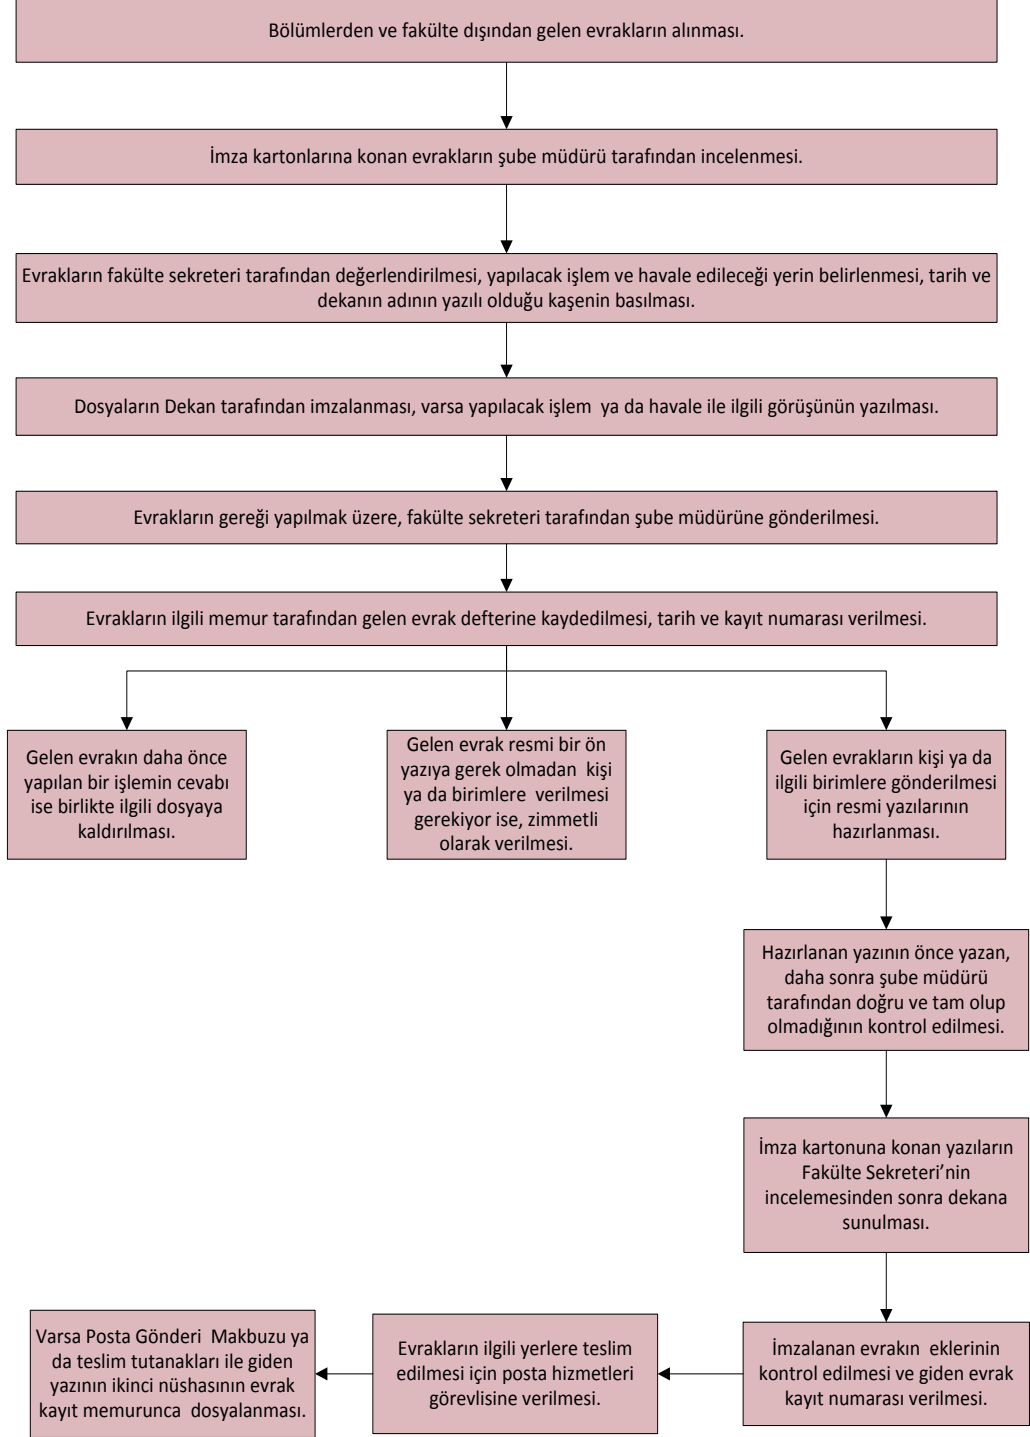 Bölümlerden ve fakülte dışından gelen evrakların alınması.
İmza kartonlarına konan evrakların şube müdürü tarafından incelenmesi.
Evrakların fakülte sekreteri tarafından değerlendirilmesi, yapılacak işlem ve havale edileceği yerin belirlenmesi, tarih ve
dekanın adının yazılı olduğu kaşenin basılması.
Dosyaların Dekan tarafından imzalanması, varsa yapılacak işlem ya da havale ile ilgili görüşünün yazılması.
Evrakların gereği yapılmak üzere, fakülte sekreteri tarafından şube müdürüne gönderilmesi.
Evrakların ilgili memur tarafından gelen evrak defterine kaydedilmesi, tarih ve kayıt numarası verilmesi.
Gelen evrakın daha önce
yapılan bir işlemin cevabı
ise birlikte ilgili dosyaya
kaldırılması.
Gelen evrak resmi bir ön
yazıya gerek olmadan kişi
ya da birimlere verilmesi
gerekiyor ise, zimmetli
olarak verilmesi.
Gelen evrakların kişi ya da
ilgili birimlere gönderilmesi
için resmi yazılarının
hazırlanması.
Hazırlanan yazının önce yazan,
daha sonra şube müdürü
tarafından doğru ve tam olup
olmadığının kontrol edilmesi.
İmza kartonuna konan yazıların
Fakülte Sekreteri’nin
incelemesinden sonra dekana
sunulması.
İmzalanan evrakın eklerinin
kontrol edilmesi ve giden evrak
kayıt numarası verilmesi.
Evrakların ilgili yerlere teslim
edilmesi için posta hizmetleri
görevlisine verilmesi.
Varsa Posta Gönderi Makbuzu ya
da teslim tutanakları ile giden
yazının ikinci nüshasının evrak
kayıt memurunca dosyalanması.